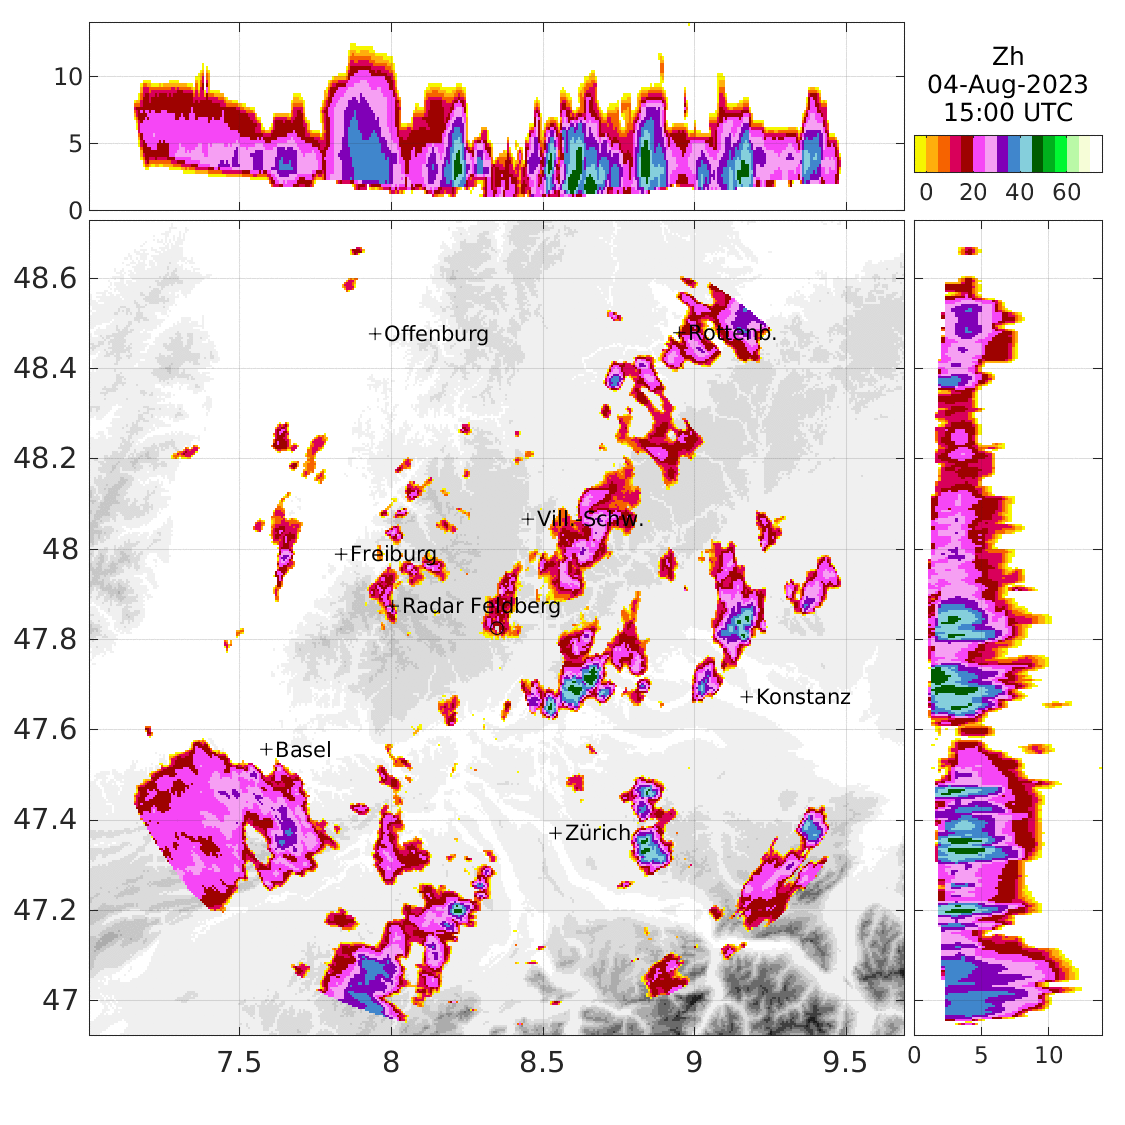 10
5
0
Zh
04-Aug-2023
15:00 UTC
0 20 40 60
48.6
48.4
48.2
48
47.8
47.6
47.4
47.2
47
+Offenburg
+Rottenb.
+Vill.-Schw.
+Freiburg
+Radar Feldberg
+Konstanz
+Basel
+Zürich
7.5 8 8.5 9 9.5
0 5 10